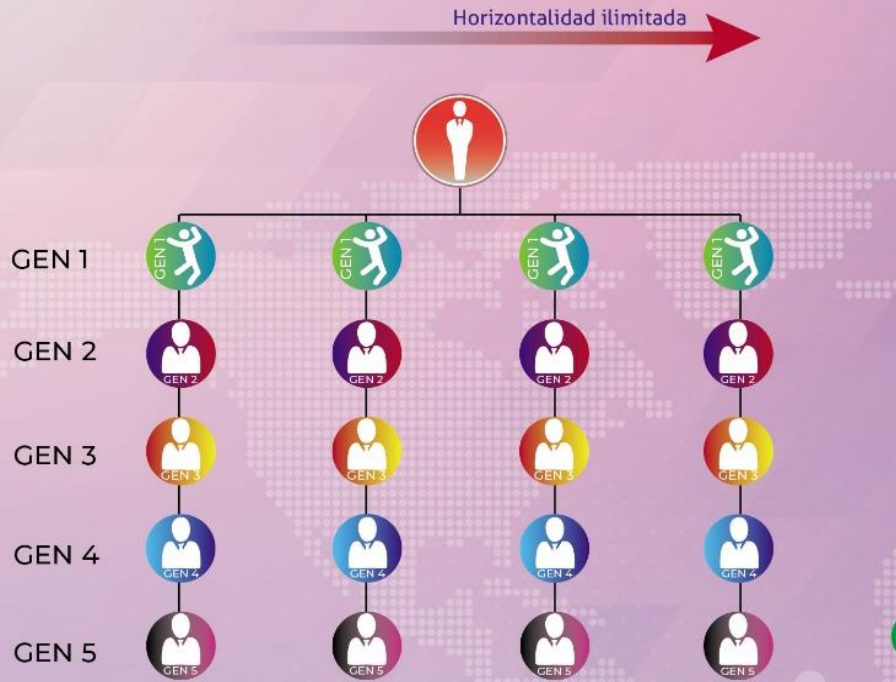 Horizontalidad ilimitada
GEN 1
GEN 1 GEN 1 GEN 1 GEN 1
GEN 2
GEN 2 GEN 2 GEN 2 GEN 2
GEN 3
GEN 3 GEN 3 GEN 3 GEN 3
GEN 4
GEN 4 GEN 4 GEN 4 GEN 4
GEN 5
GEN 5 GEN 5 GEN 5 GEN 5